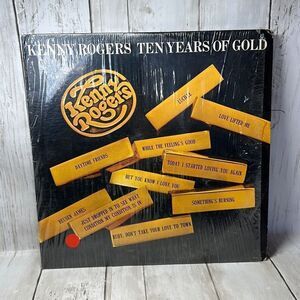 KENNY ROGERS TEN YEARS OF GOLD
Kenny
Rogers
LUCILLE
LOVE LIFTED ME
WHILE THE FEELING'S GOOD
DAYTIME FRIENDS
TODAY I STARTED LOVING YOU AGAIN
BUT YOU KNOW I LOVE YOU
SOMETHING'S BURNING
REUBEN JAMES
JUST DROPPED IN TO SEE WHAT
CONDITION MY CONDITION IS IN
RUBY, DON'T TAKE YOUR LOVE TO TOWN